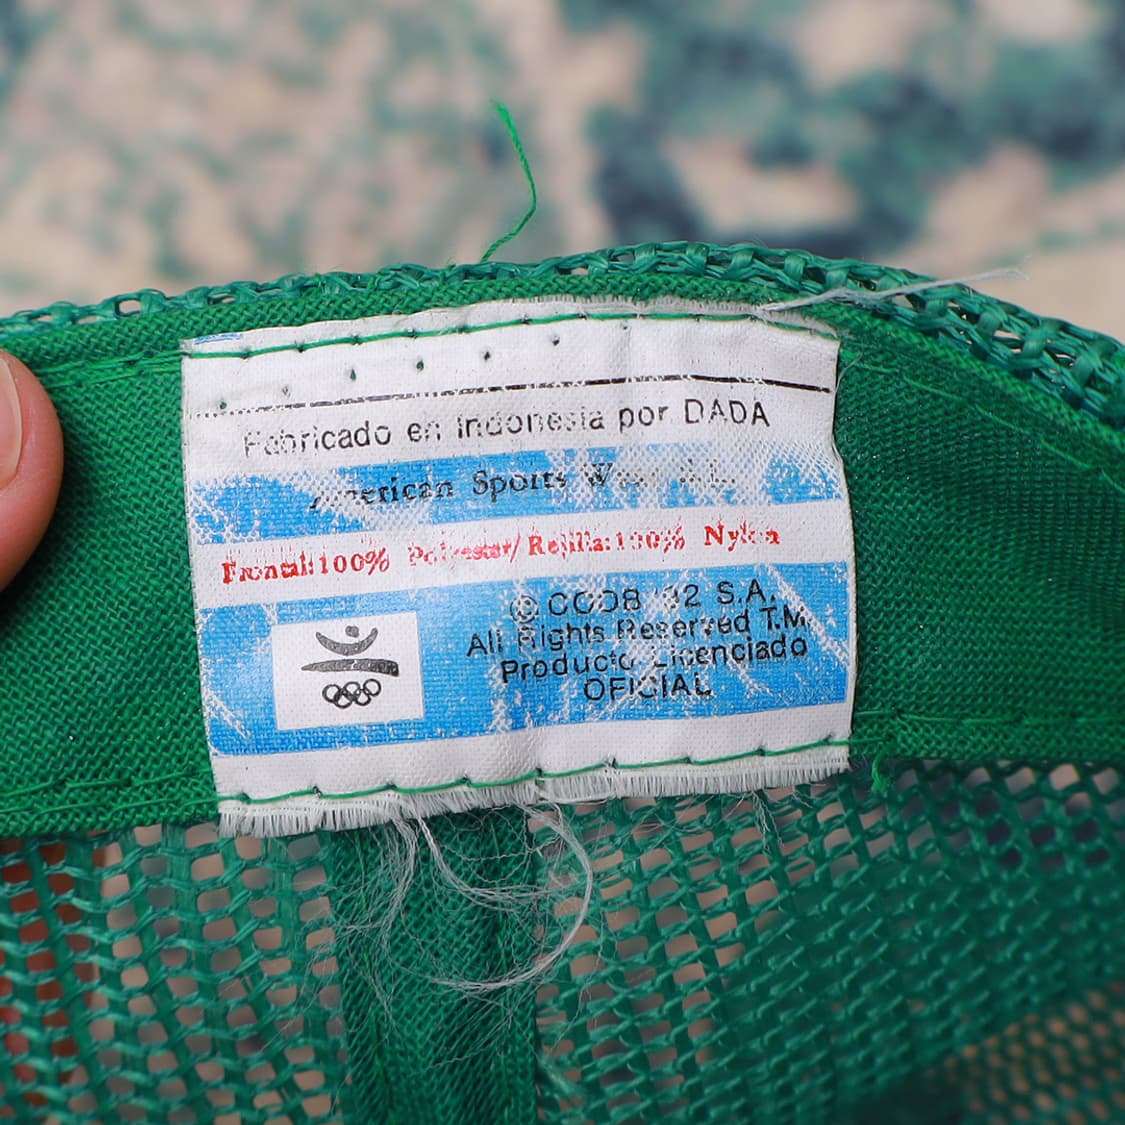 Fabricado en Indonesia por DADA
American Sports Wear S.L.
Frontal:100% Polyester/Rejilla:100% Nylon
© COOB '92 S.A.
All Rights Reserved T.M.
Producto Licenciado
OFICIAL